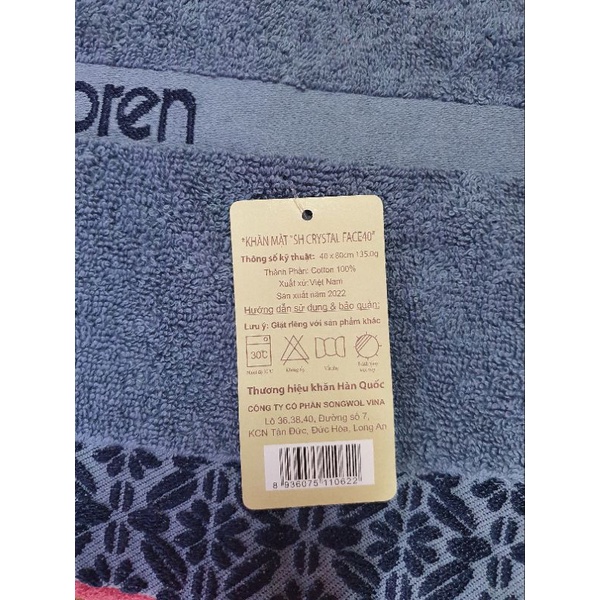 oren
"KHĂN MẶT "SH CRYSTAL FACE40"
Thông số kỹ thuật: 40 x 80cm 135.0g
Thành Phần: Cotton 100%
Xuất xứ: Việt Nam
Sản xuất năm 2022
Hướng dẫn sử dụng & bảo quản:
Lưu ý: Giặt riêng với sản phẩm khác
30°C
Thương hiệu khăn Hàn Quốc
CÔNG TY CỔ PHẦN SONGWOL VINA
Lô 36,38,40, Đường số 7,
KCN Tân Đức, Đức Hòa, Long An
8 936075 110622